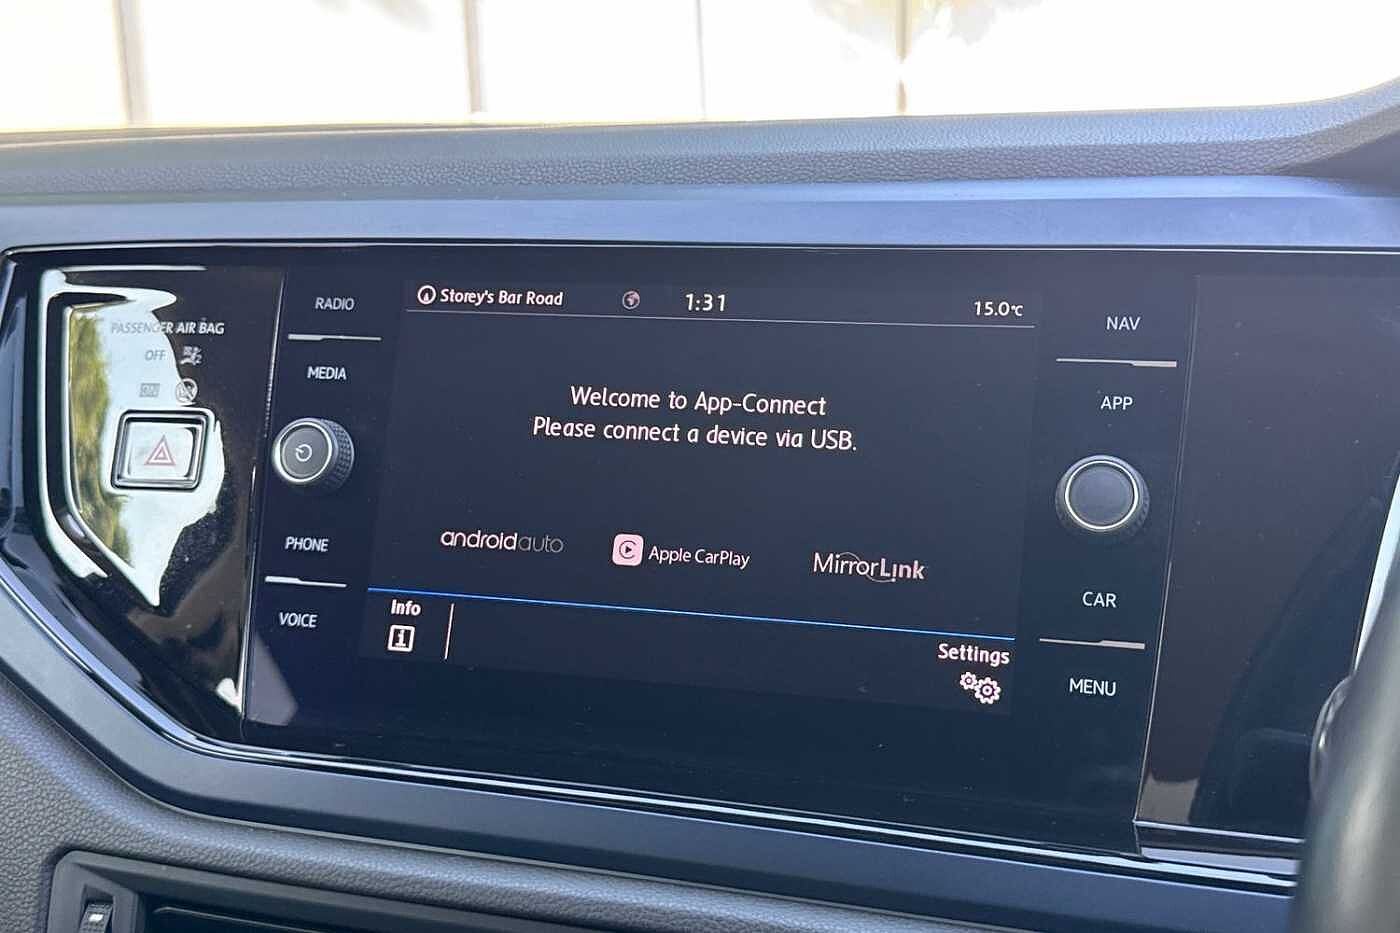 PASSENGER AIR BAG
OFF
ON
RADIO
MEDIA
PHONE
VOICE
Storey's Bar Road
1:31
15.0°C
Welcome to App-Connect
Please connect a device via USB.
androidauto
Apple CarPlay
MirrorLink
Info
Settings
NAV
APP
CAR
MENU